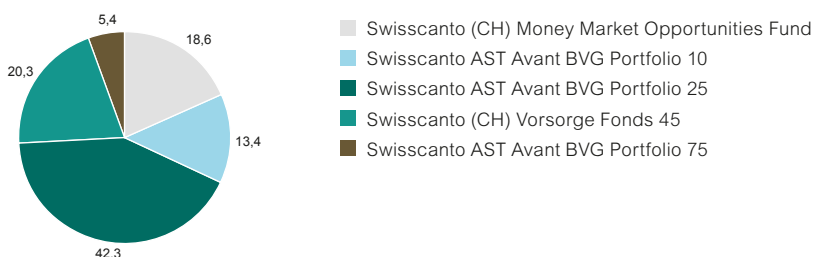 5,4
18,6
20,3
13,4
42,3
Swisscanto (CH) Money Market Opportunities Fund
Swisscanto AST Avant BVG Portfolio 10
Swisscanto AST Avant BVG Portfolio 25
Swisscanto (CH) Vorsorge Fonds 45
Swisscanto AST Avant BVG Portfolio 75